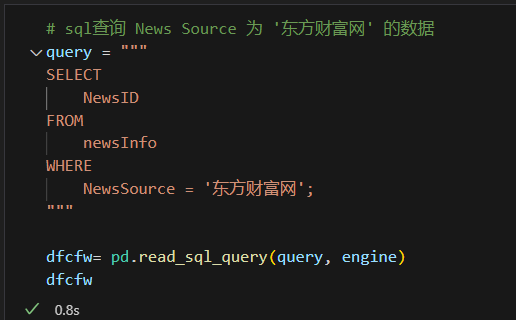 # sql查询 News Source 为 '东方财富网' 的数据
query = """
SELECT
    NewsID
FROM
    newsInfo
WHERE
    NewsSource = '东方财富网';
"""
dfcfw= pd.read_sql_query(query, engine)
dfcfw
0.8s